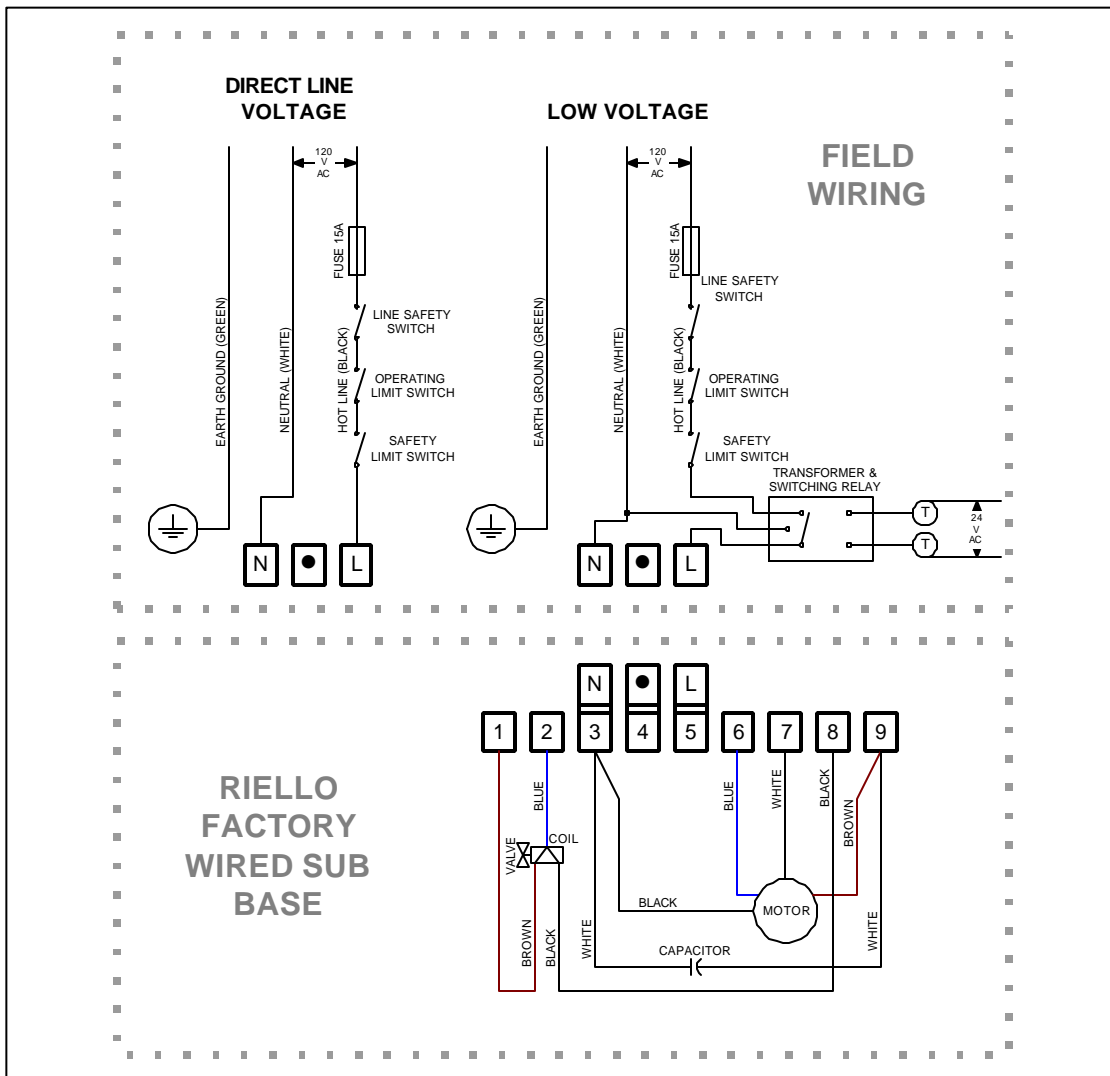 DIRECT LINE
VOLTAGE
LOW VOLTAGE
FIELD
WIRING
120
V
AC
120
V
AC
EARTH GROUND (GREEN)
NEUTRAL (WHITE)
HOT LINE (BLACK)
FUSE 15A
LINE SAFETY
SWITCH
OPERATING
LIMIT SWITCH
SAFETY
LIMIT SWITCH
N
L
EARTH GROUND (GREEN)
NEUTRAL (WHITE)
HOT LINE (BLACK)
FUSE 15A
LINE SAFETY
SWITCH
OPERATING
LIMIT SWITCH
SAFETY
LIMIT SWITCH
TRANSFORMER &
SWITCHING RELAY
T
T
24
V
AC
N
L
RIELLO
FACTORY
WIRED SUB
BASE
N
L
1
2
3
4
5
6
7
8
9
BLUE
VALVE
COIL
BROWN
BLACK
WHITE
BLACK
CAPACITOR
BLUE
WHITE
BLACK
BROWN
MOTOR
WHITE